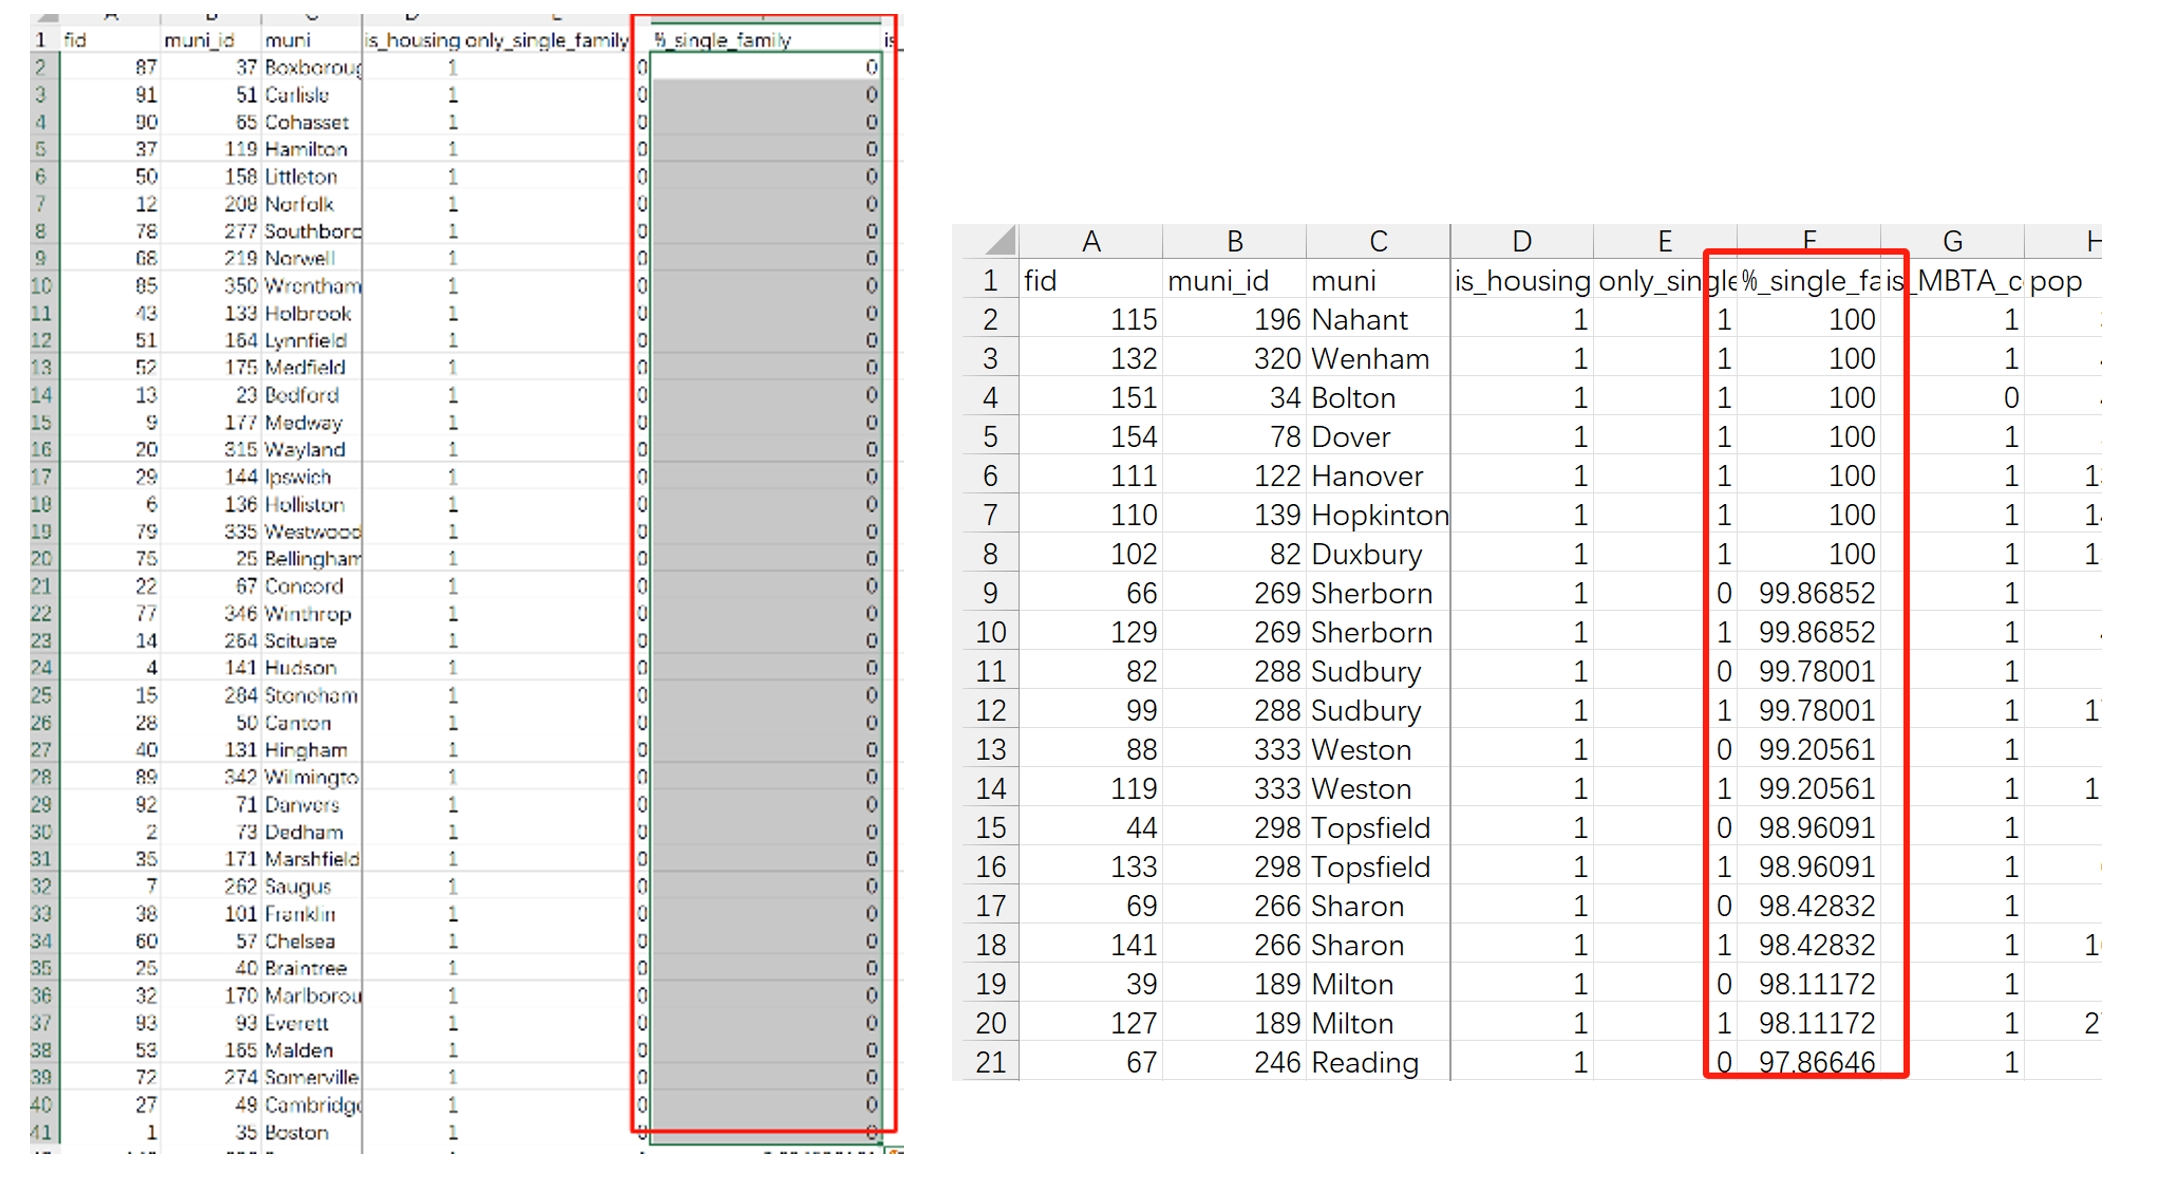 A B C D E
1 fid muni_id muni is_housing only_single_family %_single_family is_
2 87 37 Boxboroug 1 0 0
3 91 51 Carlisle 1 0 0
4 90 65 Cohasset 1 0 0
5 37 119 Hamilton 1 0 0
6 50 158 Littleton 1 0 0
7 12 208 Norfolk 1 0 0
8 78 277 Southboro 1 0 0
9 68 219 Norwell 1 0 0
10 85 350 Wrentham 1 0 0
11 43 133 Holbrook 1 0 0
12 51 164 Lynnfield 1 0 0
13 52 175 Medfield 1 0 0
14 13 23 Bedford 1 0 0
15 9 177 Medway 1 0 0
16 20 315 Wayland 1 0 0
17 29 144 Ipswich 1 0 0
18 6 136 Holliston 1 0 0
19 79 335 Westwood 1 0 0
20 75 25 Bellingham 1 0 0
21 22 67 Concord 1 0 0
22 77 346 Winthrop 1 0 0
23 14 264 Scituate 1 0 0
24 4 141 Hudson 1 0 0
25 15 284 Stoneham 1 0 0
26 28 50 Canton 1 0 0
27 40 131 Hingham 1 0 0
28 89 342 Wilmingto 1 0 0
29 92 71 Danvers 1 0 0
30 2 73 Dedham 1 0 0
31 35 171 Marshfield 1 0 0
32 7 262 Saugus 1 0 0
33 38 101 Franklin 1 0 0
34 60 57 Chelsea 1 0 0
35 25 40 Braintree 1 0 0
36 32 170 Marlborou 1 0 0
37 93 93 Everett 1 0 0
38 53 165 Malden 1 0 0
39 72 274 Somerville 1 0 0
40 27 49 Cambridge 1 0 0
41 1 35 Boston 1 0 0
A B C D E F G H
1 fid muni_id muni is_housing only_single %_single_fa is_MBTA_c pop
2 115 196 Nahant 1 1 100 1
3 132 320 Wenham 1 1 100 1
4 151 34 Bolton 1 1 100 0
5 154 78 Dover 1 1 100 1
6 111 122 Hanover 1 1 100 1 1
7 110 139 Hopkinton 1 1 100 1 1
8 102 82 Duxbury 1 1 100 1 1
9 66 269 Sherborn 1 0 99.86852 1
10 129 269 Sherborn 1 1 99.86852 1
11 82 288 Sudbury 1 0 99.78001 1
12 99 288 Sudbury 1 1 99.78001 1 1
13 88 333 Weston 1 0 99.20561 1
14 119 333 Weston 1 1 99.20561 1 1
15 44 298 Topsfield 1 0 98.96091 1
16 133 298 Topsfield 1 1 98.96091 1
17 69 266 Sharon 1 0 98.42832 1
18 141 266 Sharon 1 1 98.42832 1 1
19 39 189 Milton 1 0 98.11172 1
20 127 189 Milton 1 1 98.11172 1 2
21 67 246 Reading 1 0 97.86646 1